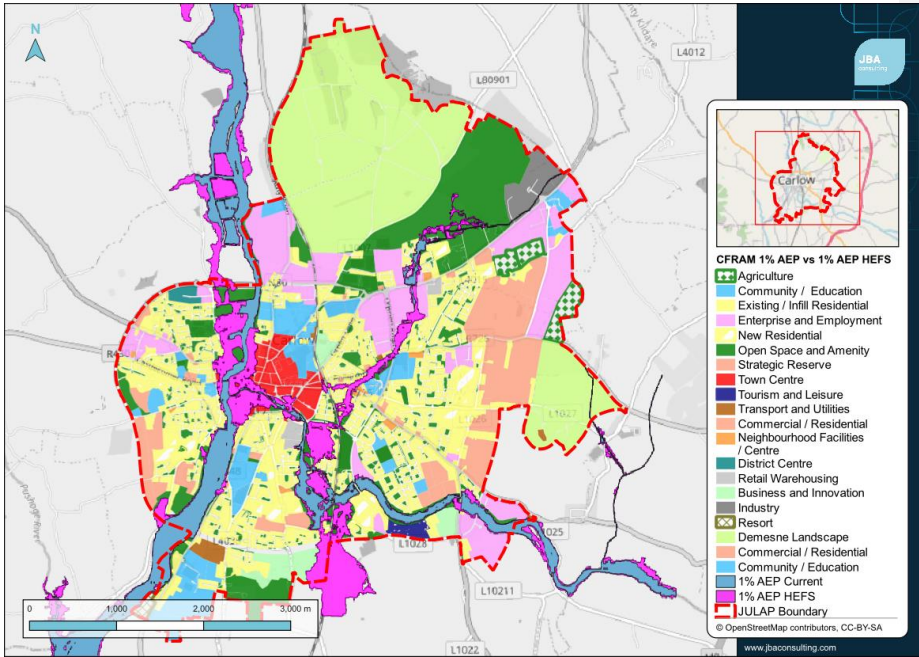 N
County Kildare
L4012
L80901
JBA
consulting
Carlow
CFRAM 1% AEP vs 1% AEP HEFS
Agriculture
Community / Education
Existing / Infill Residential
Enterprise and Employment
New Residential
Open Space and Amenity
Strategic Reserve
Town Centre
Tourism and Leisure
Transport and Utilities
Commercial / Residential
Neighbourhood Facilities
/ Centre
District Centre
Retail Warehousing
Business and Innovation
Industry
Resort
Demesne Landscape
Commercial / Residential
Community / Education
1% AEP Current
1% AEP HEFS
JULAP Boundary
© OpenStreetMap contributors, CC-BY-SA
www.jbaconsulting.com
L1027
L1026
L1028
L10211
L1022
0 1,000 2,000 3,000 m